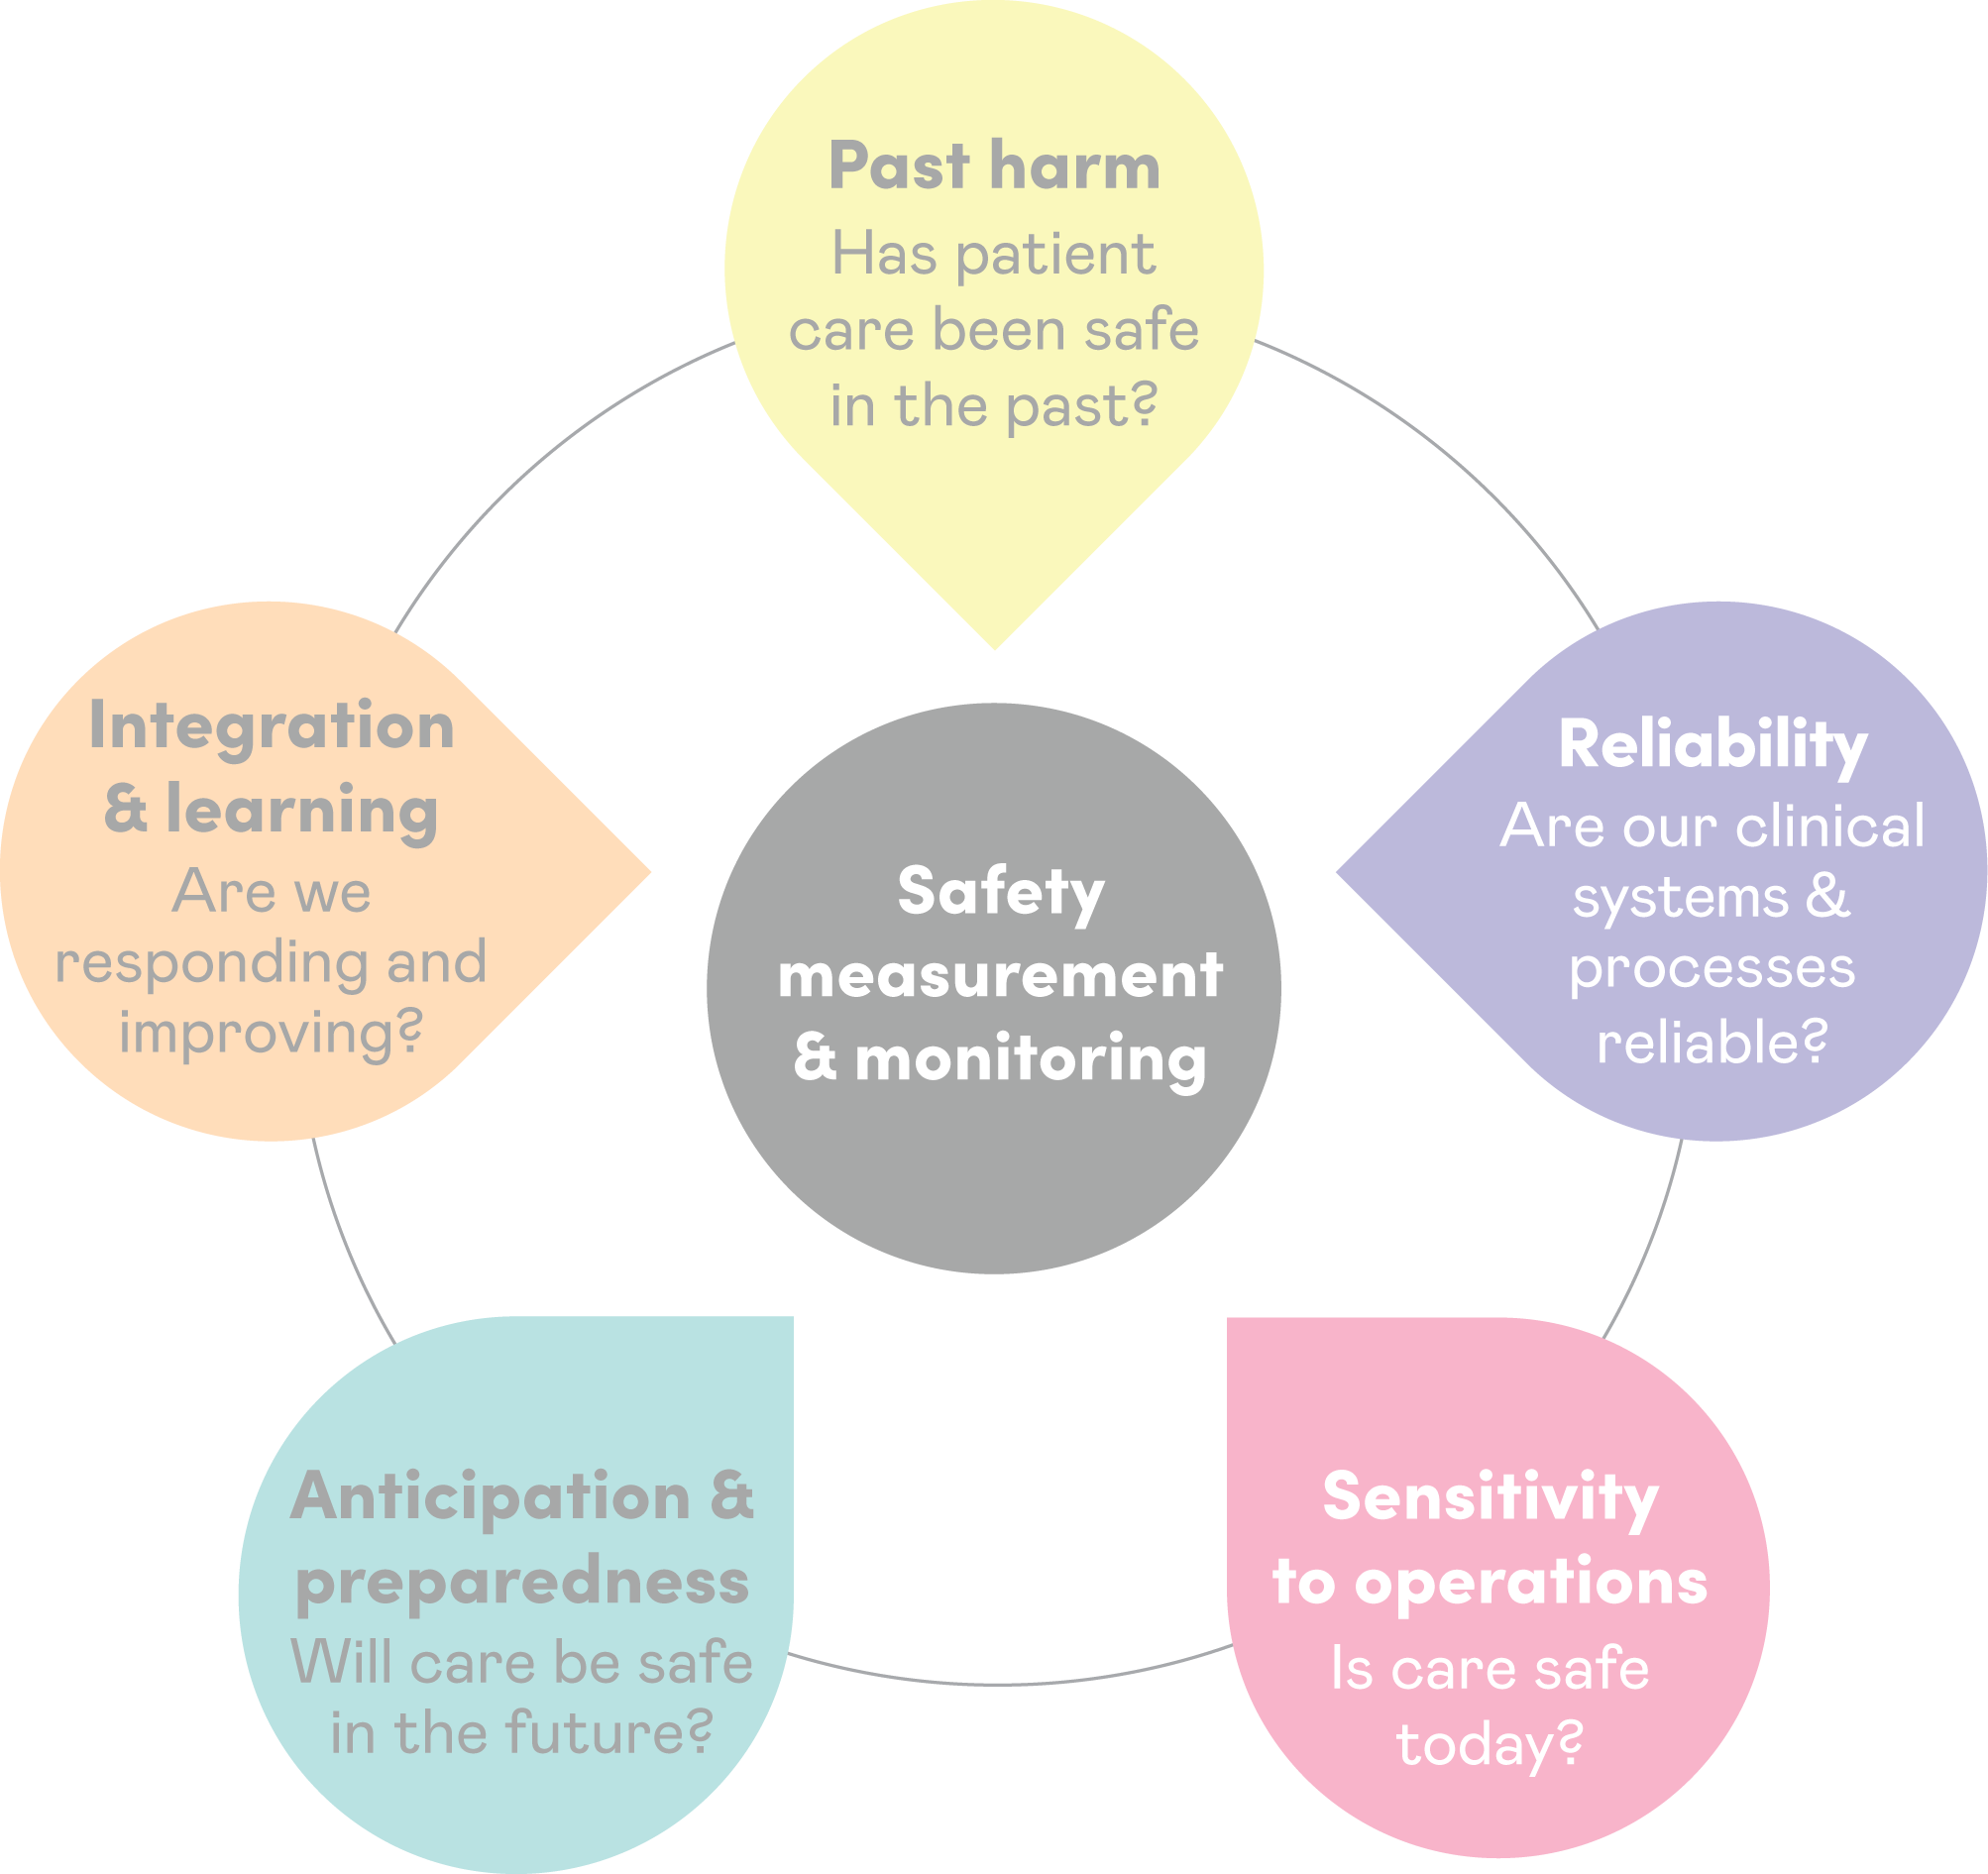 Past harm
Has patient
care been safe
in the past?
Reliability
Are our clinical
systems &
processes
reliable?
Sensitivity
to operations
Is care safe
today?
Anticipation &
preparedness
Will care be safe
in the future?
Integration
& learning
Are we
responding and
improving?
Safety
measurement
& monitoring